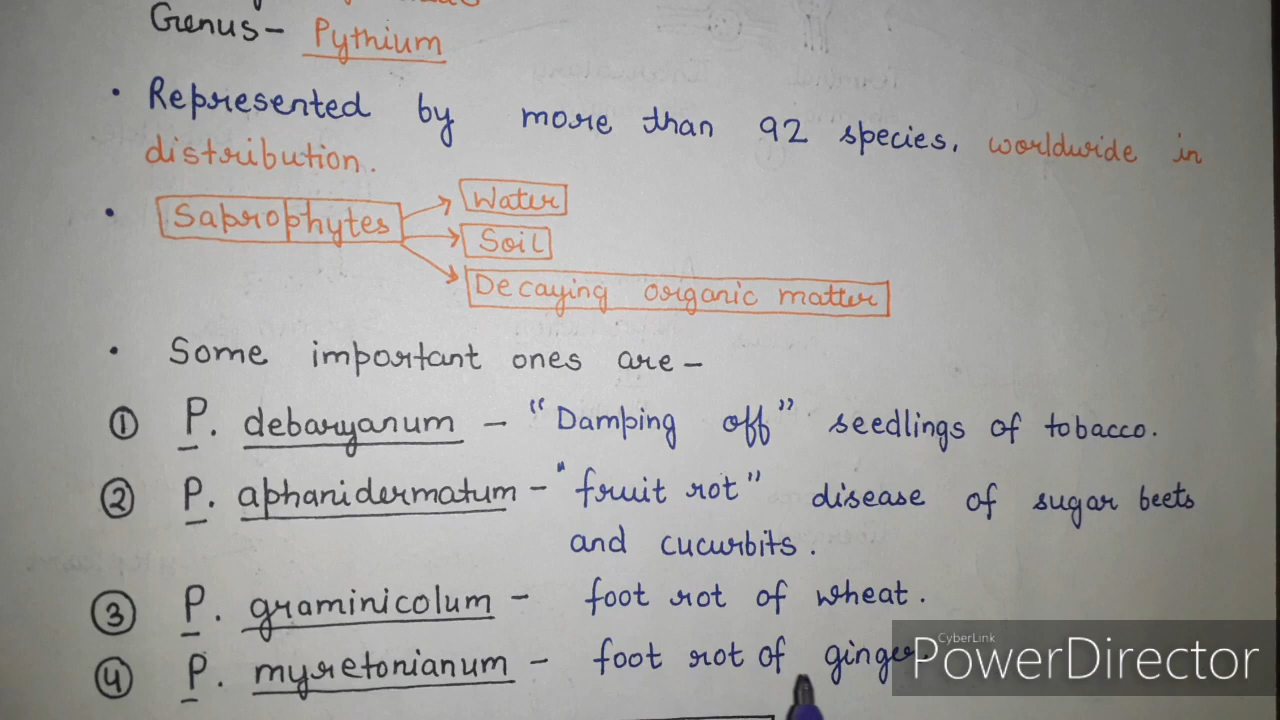 Genus- Pythium
• Represented by more than 92 species. worldwide in
distribution.
• Saprophytes
Water
Soil
Decaying organic matter
• Some important ones are -
① P. debaryanum - "Damping off" seedlings of tobacco.
② P. aphanidermatum - "fruit rot" disease of sugar beets
and cucurbits.
③ P. graminicolum - foot rot of wheat.
④ P. myretonianum - foot rot of ginger.
CyberLink
PowerDirector